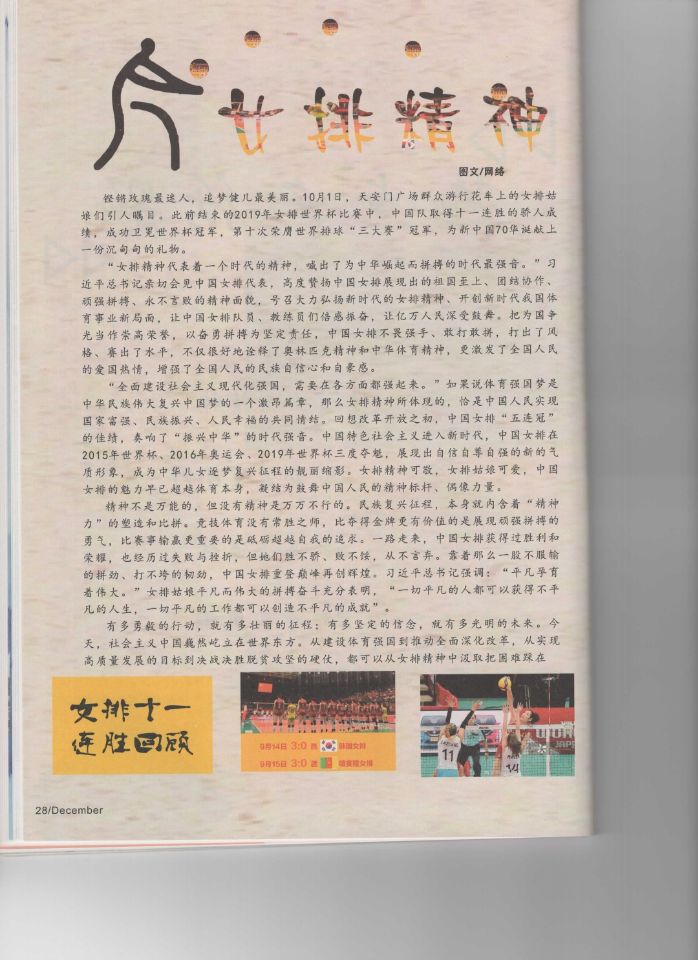 女排精神
图文/网络
铿锵玫瑰最迷人，追梦健儿最美丽。10月1日，天安门广场群众游行花车上的女排姑
娘们引人瞩目。此前结束的2019年女排世界杯比赛中，中国队取得十一连胜的骄人成
绩，成功卫冕世界杯冠军，第十次荣膺世界排球“三大赛”冠军，为新中国70华诞献上
一份沉甸甸的礼物。
“女排精神代表着一个时代的精神，喊出了为中华崛起而拼搏的时代最强音。”习
近平总书记亲切会见中国女排代表，高度赞扬中国女排展现出的祖国至上、团结协作、
顽强拼搏、永不言败的精神面貌，号召大力弘扬新时代的女排精神、开创新时代我国体
育事业新局面，让中国女排队员、教练员们倍感振奋，让亿万人民深受鼓舞。把为国争
光当作崇高荣誉，以奋勇拼搏为坚定责任，中国女排不畏强手、敢打敢拼，打出了风
格、赛出了水平，不仅很好地诠释了奥林匹克精神和中华体育精神，更激发了全国人民
的爱国热情，增强了全国人民的民族自信心和自豪感。
“全面建设社会主义现代化强国，需要在各方面都强起来。”如果说体育强国梦是
中华民族伟大复兴中国梦的一个激昂篇章，那么女排精神所体现的，恰是中国人民实现
国家富强、民族振兴、人民幸福的共同情结。回想改革开放之初，中国女排“五连冠”
的佳绩，奏响了“振兴中华”的时代强音。中国特色社会主义进入新时代，中国女排在
2015年世界杯、2016年奥运会、2019年世界杯三度夺魁，展现出自信自尊自强的新的气
质形象，成为中华儿女逐梦复兴征程的靓丽缩影。女排精神可敬，女排姑娘可爱，中国
女排的魅力早已超越体育本身，凝结为鼓舞中国人民的精神标杆、偶像力量。
精神不是万能的，但没有精神是万万不行的。民族复兴征程，本身就内含着“精神
力”的塑造和比拼。竞技体育没有常胜之师，比夺得金牌更有价值的是展现顽强拼搏的
勇气，比赛事输赢更重要的是砥砺超越自我的追求。一路走来，中国女排获得过胜利和
荣耀，也经历过失败与挫折，但她们胜不骄、败不馁，从不言弃。靠着那么一股不服输
的拼劲、打不垮的韧劲，中国女排重登巅峰再创辉煌。习近平总书记强调：“平凡孕育
着伟大。”女排姑娘平凡而伟大的拼搏奋斗充分表明，“一切平凡的人都可以获得不平
凡的人生，一切平凡的工作都可以创造不平凡的成就”。
有多勇毅的行动，就有多壮丽的征程；有多坚定的信念，就有多光明的未来。今
天，社会主义中国巍然屹立在世界东方。从建设体育强国到推动全面深化改革，从实现
高质量发展的目标到决战决胜脱贫攻坚的硬仗，都可以从女排精神中汲取把困难踩在
女排十一
连胜回顾
9月14日 3:0 胜 韩国女排
9月15日 3:0 喀麦隆女排
11
14
JAPA
28/December